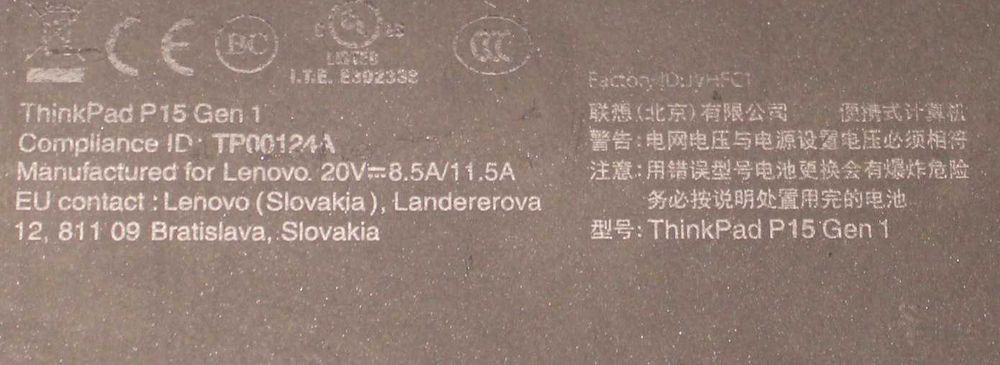 BC
LISTED
I.T.E. E392338
ThinkPad P15 Gen 1
Compliance ID: TP00124A
Manufactured for Lenovo. 20V⎓8.5A/11.5A
EU contact : Lenovo (Slovakia), Landererova
12, 811 09 Bratislava, Slovakia
联想(北京)有限公司 便携式计算机
警告:电网电压与电源设置电压必须相符
注意:用错误型号电池更换会有爆炸危险
务必按说明处置用完的电池
型号: ThinkPad P15 Gen 1